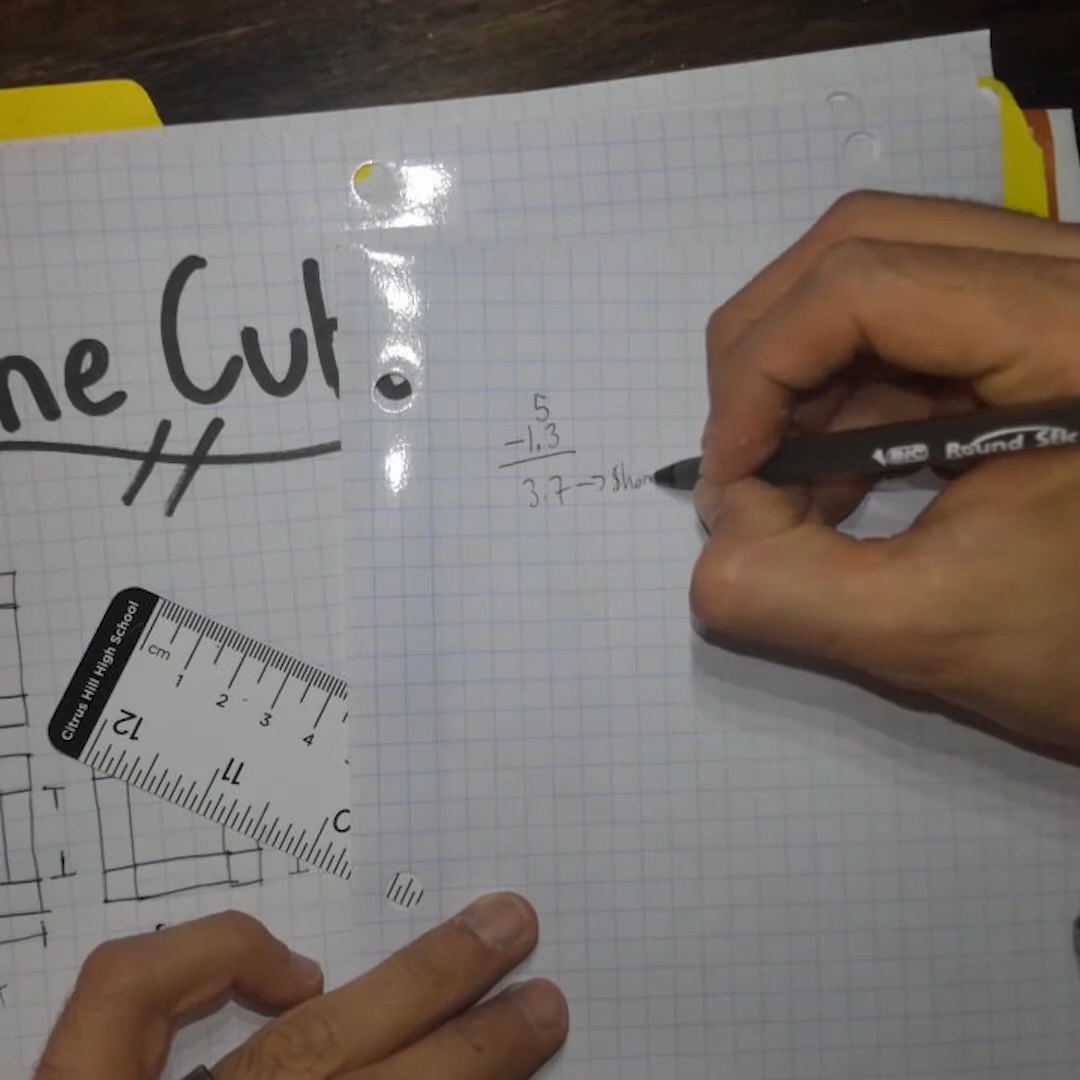 ne Cut
5
-1.3
3.7 →
BIC Round Stic
Citrus Hill High School
cm
1
2
3
4
12
11
T